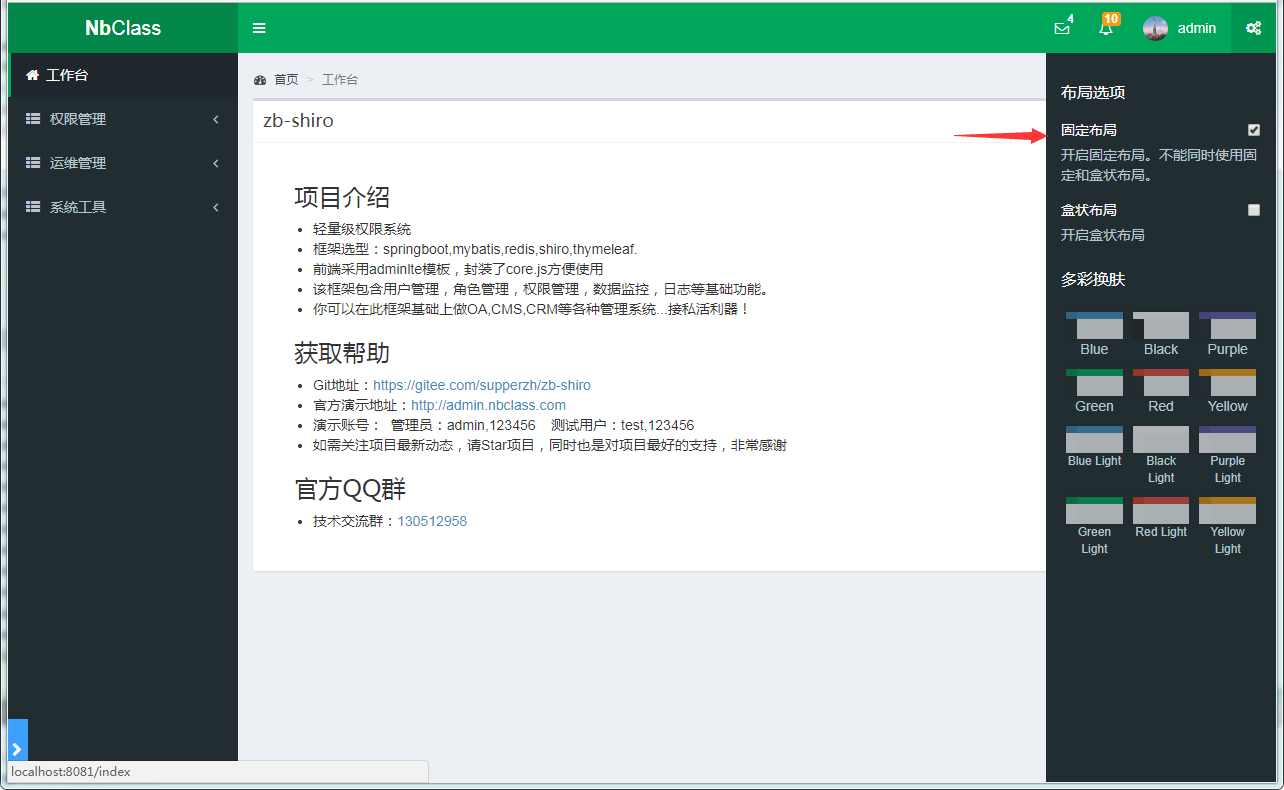 NbClass
4
10
admin
工作台
权限管理
运维管理
系统工具
首页 > 工作台
zb-shiro
项目介绍
轻量级权限系统
框架选型：springboot,mybatis,redis,shiro,thymeleaf.
前端采用adminlte模板，封装了core.js方便使用
该框架包含用户管理，角色管理，权限管理，数据监控，日志等基础功能。
你可以在此框架基础上做OA,CMS,CRM等各种管理系统...接私活利器！
获取帮助
Git地址：https://gitee.com/supperzh/zb-shiro
官方演示地址：http://admin.nbclass.com
演示账号： 管理员：admin,123456 测试用户：test,123456
如需关注项目最新动态，请Star项目，同时也是对项目最好的支持，非常感谢
官方QQ群
技术交流群：130512958
布局选项
固定布局
开启固定布局。不能同时使用固
定和盒状布局。
盒状布局
开启盒状布局
多彩换肤
Blue Black Purple
Green Red Yellow
Blue Light Black Purple
Light Light
Green Red Light Yellow
Light Light
localhost:8081/index